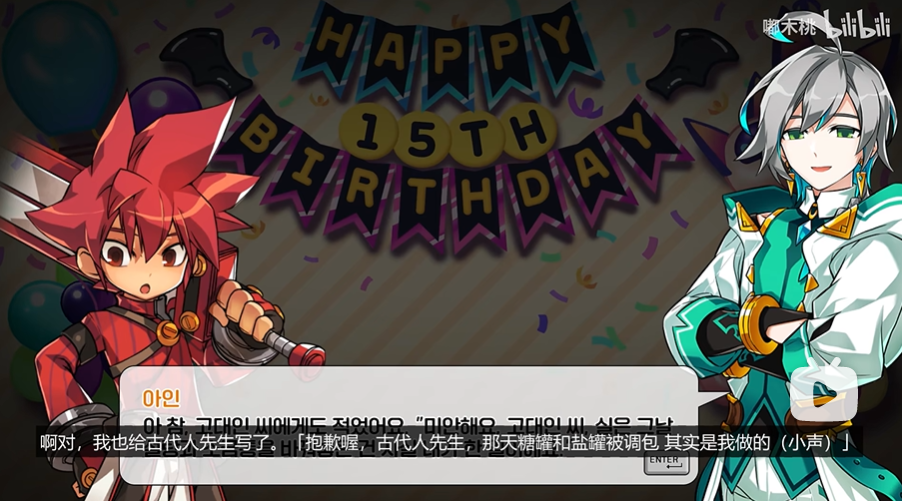 嘟木桃 bilibili
HAPPY
15TH
BIRTHDAY
아인
아 참, 고대인 씨에게도 적었어요. "미안해요, 고대인 씨. 실은 그날
啊对，我也给古代人先生写了。「抱歉喔，古代人先生，那天糖罐和盐罐被调包 其实是我做的（小声）」
ENTER